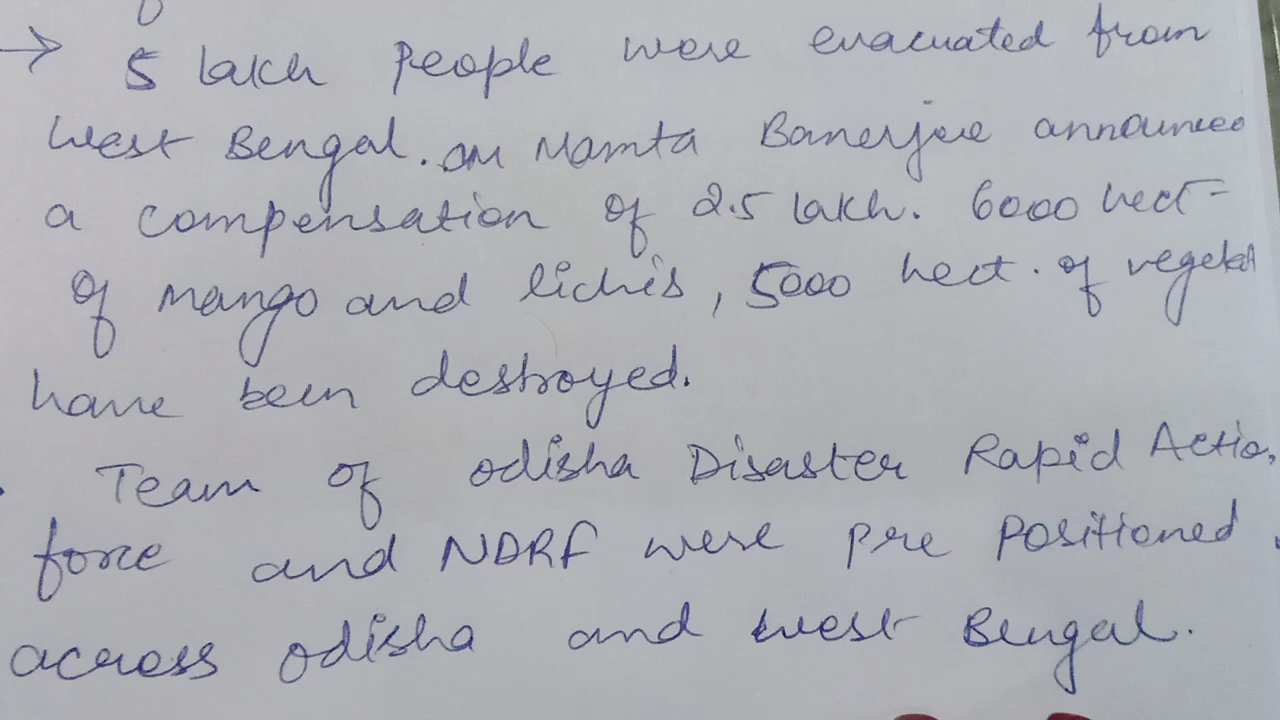 → 5 lakh People were evacuated from
West Bengal. CM Mamta Banerjee announced
a compensation of 2.5 lakh. 6000 hect-
of mango and lichis, 5000 hect. of vegetabl
have been destroyed.
Team of odisha Disaster Rapid Action
force and NDRF were pre positioned
across odisha and West Bengal.